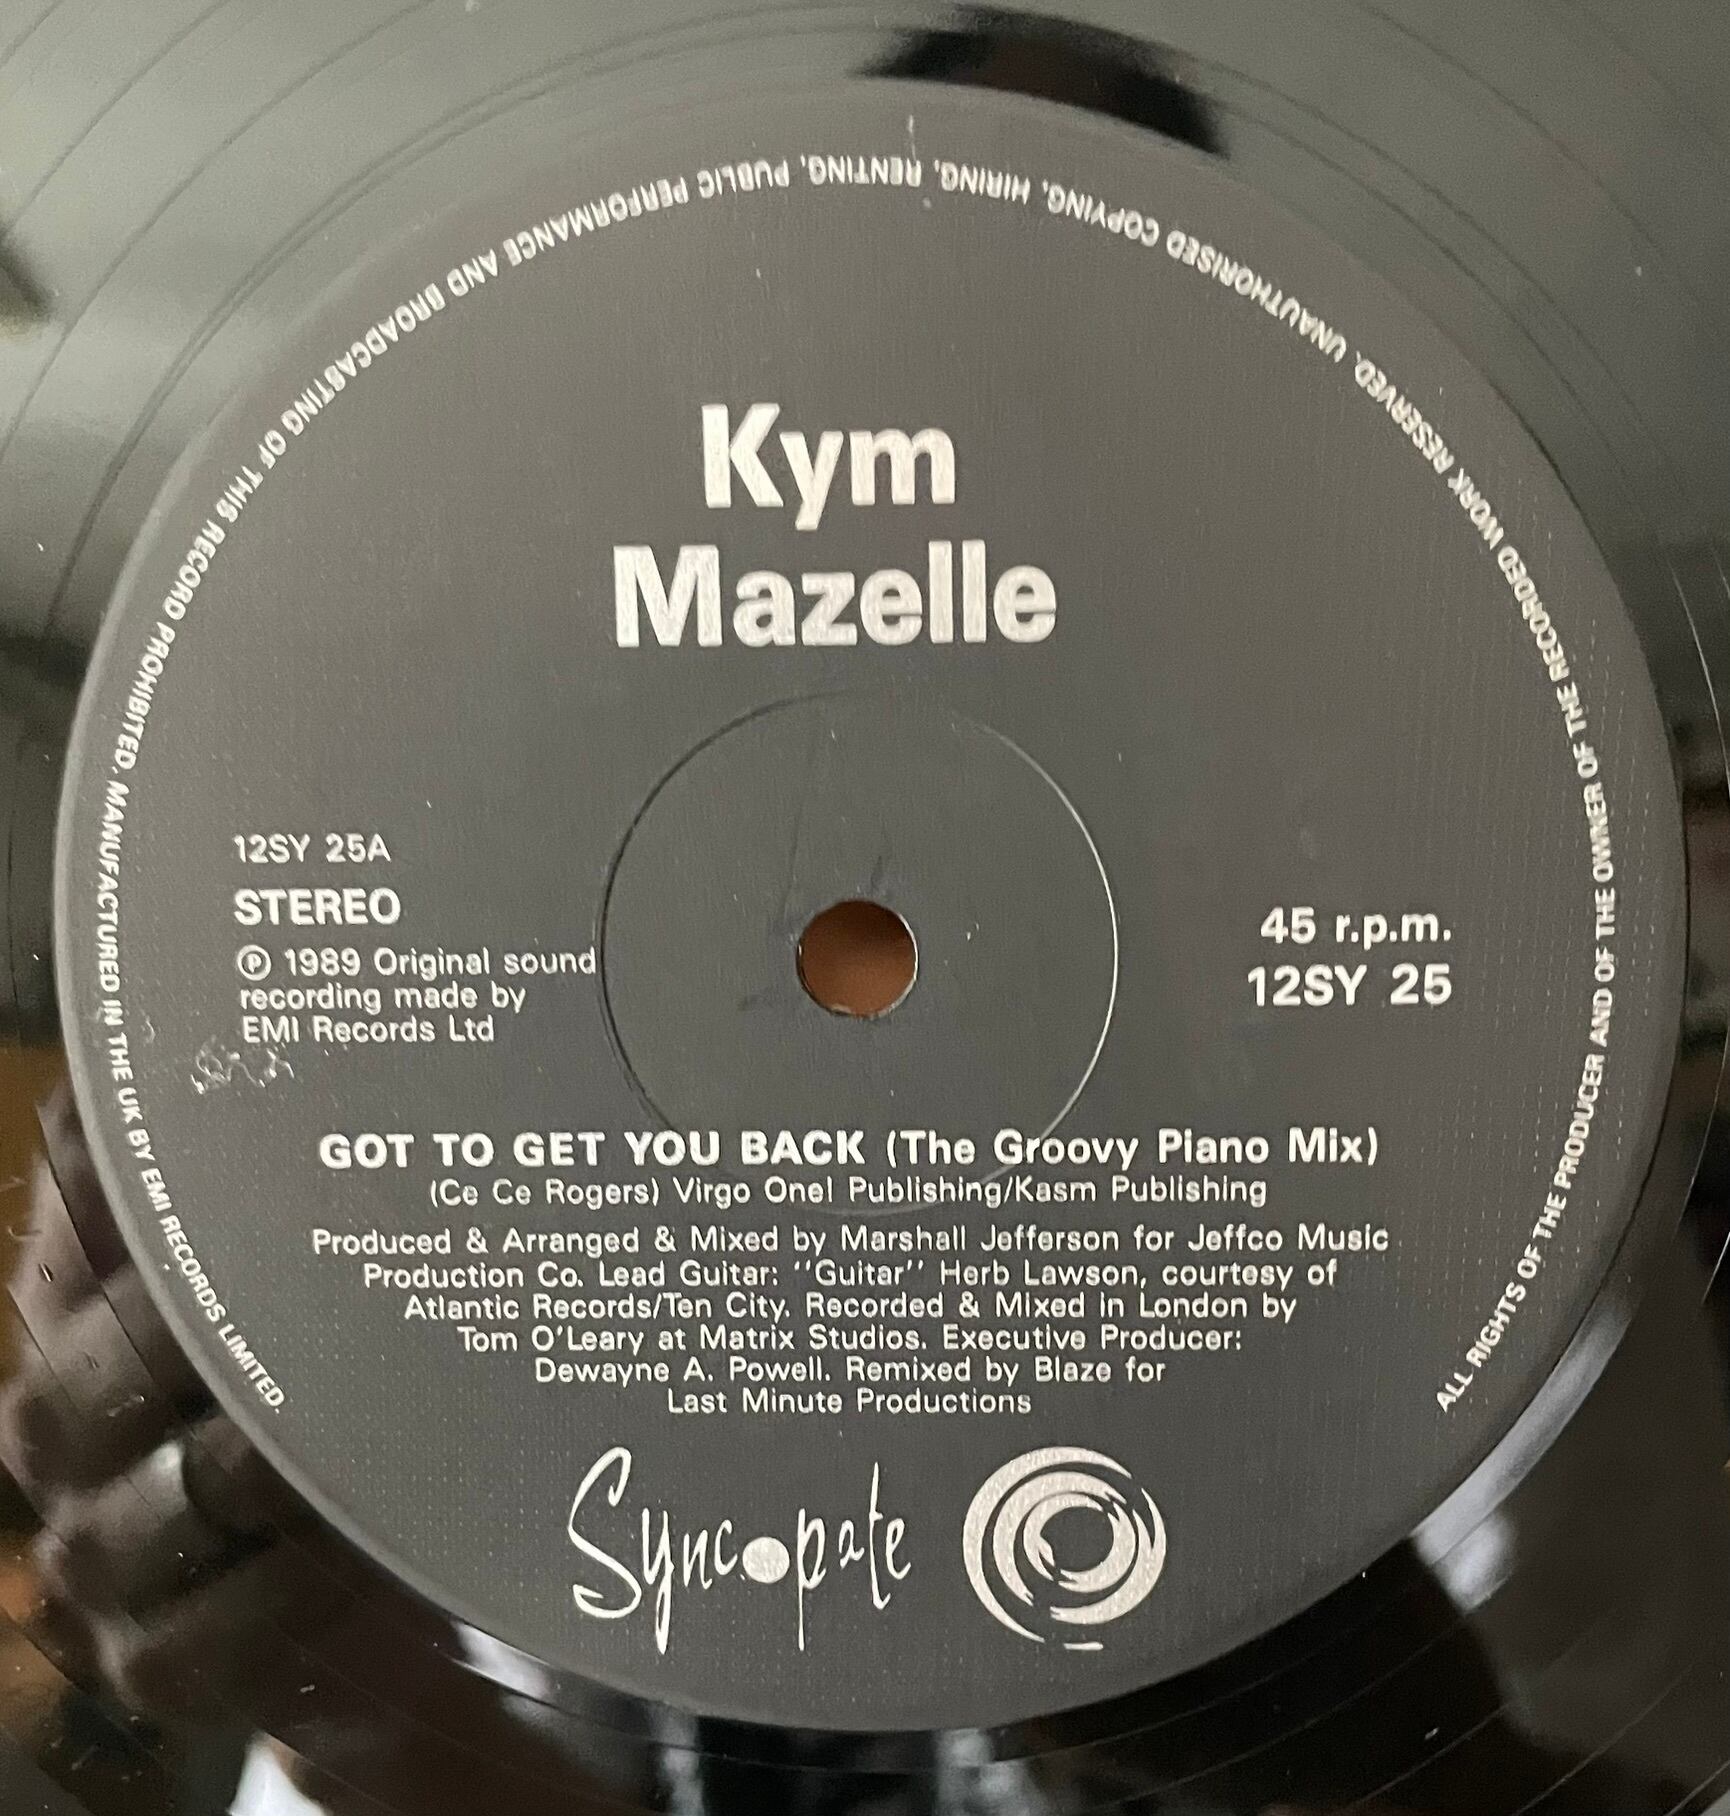 ALL RIGHTS OF THE PRODUCER AND OF THE OWNER OF THE RECORDED WORK RESERVED. UNAUTHORISED COPYING, HIRING, RENTING, PUBLIC PERFORMANCE AND BROADCASTING OF THIS RECORD PROHIBITED. MANUFACTURED IN THE UK BY EMI RECORDS LIMITED.
Kym
Mazelle
12SY 25A
STEREO
℗ 1989 Original sound
recording made by
EMI Records Ltd
45 r.p.m.
12SY 25
GOT TO GET YOU BACK (The Groovy Piano Mix)
(Ce Ce Rogers) Virgo One! Publishing/Kasm Publishing
Produced & Arranged & Mixed by Marshall Jefferson for Jeffco Music
Production Co. Lead Guitar: "Guitar" Herb Lawson, courtesy of
Atlantic Records/Ten City. Recorded & Mixed in London by
Tom O'Leary at Matrix Studios. Executive Producer:
Dewayne A. Powell. Remixed by Blaze for
Last Minute Productions
Syncopate